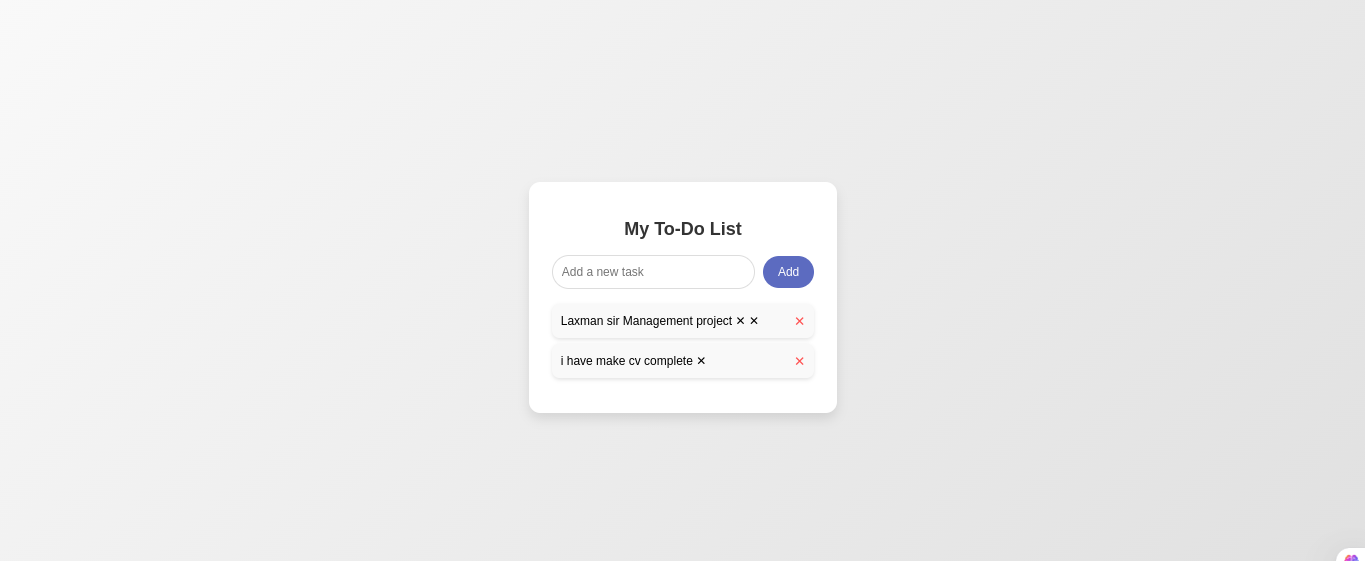 My To-Do List
Add a new task
Add
Laxman sir Management project ✕ ✕ ✕
i have make cv complete ✕ ✕